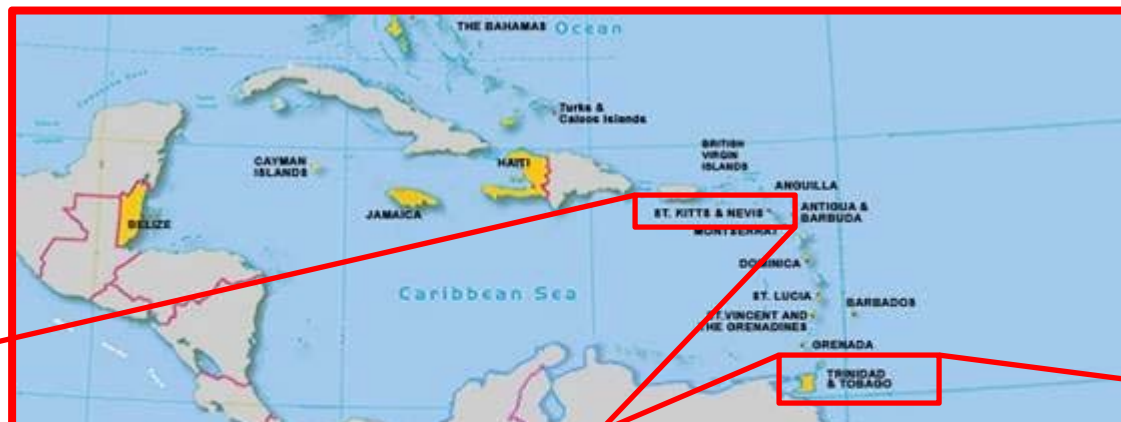 THE BAHAMAS
Ocean
Turks &
Caicos Islands
CAYMAN
ISLANDS
HAITI
BRITISH
VIRGIN
ISLANDS
ANGUILLA
JAMAICA
ST. KITTS & NEVIS
ANTIGUA &
BARBUDA
BELIZE
MONTSERRAT
DOMINICA
Caribbean Sea
ST. LUCIA
BARBADOS
ST.VINCENT AND
THE GRENADINES
GRENADA
TRINIDAD
& TOBAGO